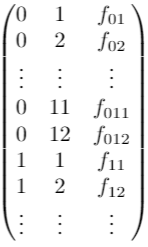 0 1 f₀₁
0 2 f₀₂
⋮ ⋮ ⋮
0 11 f₀₁₁
0 12 f₀₁₂
1 1 f₁₁
1 2 f₁₂
⋮ ⋮ ⋮